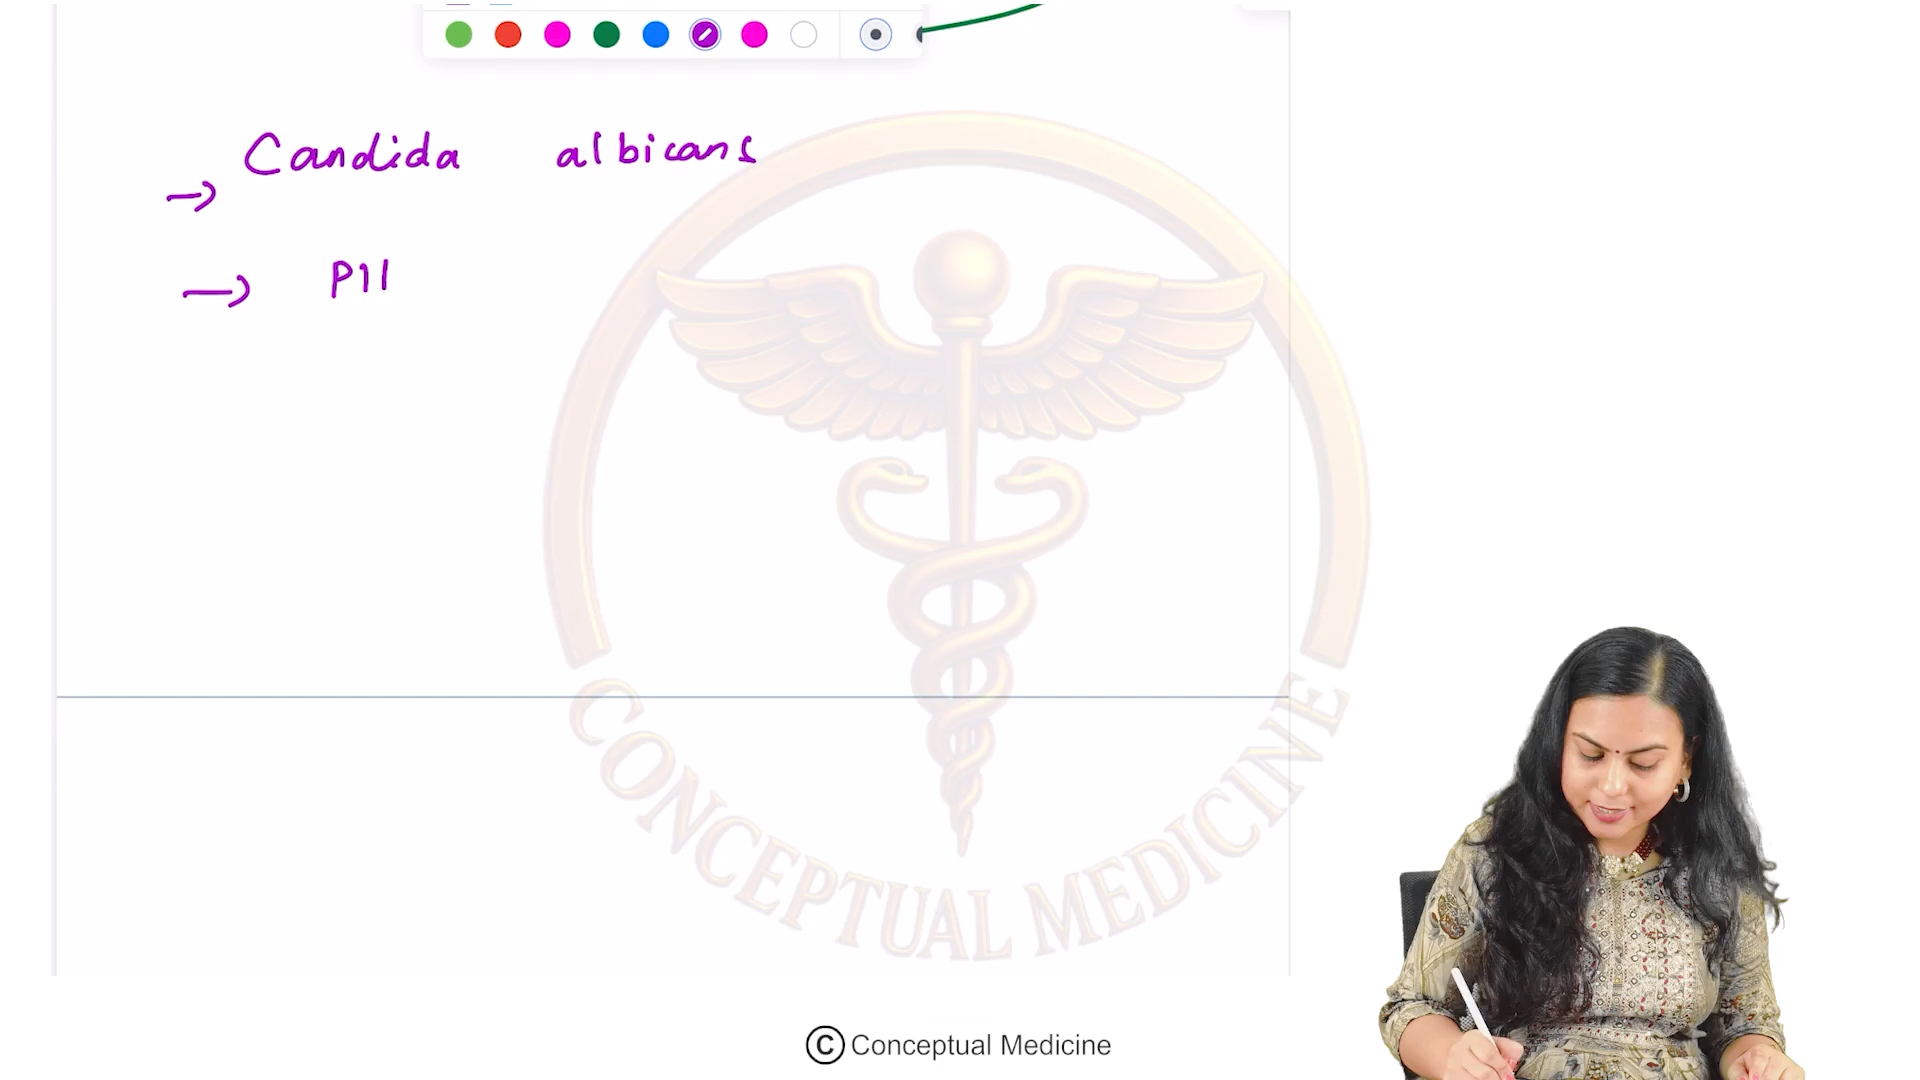 → Candida albicans
→ P11
CONCEPTUAL MEDICINE
© Conceptual Medicine